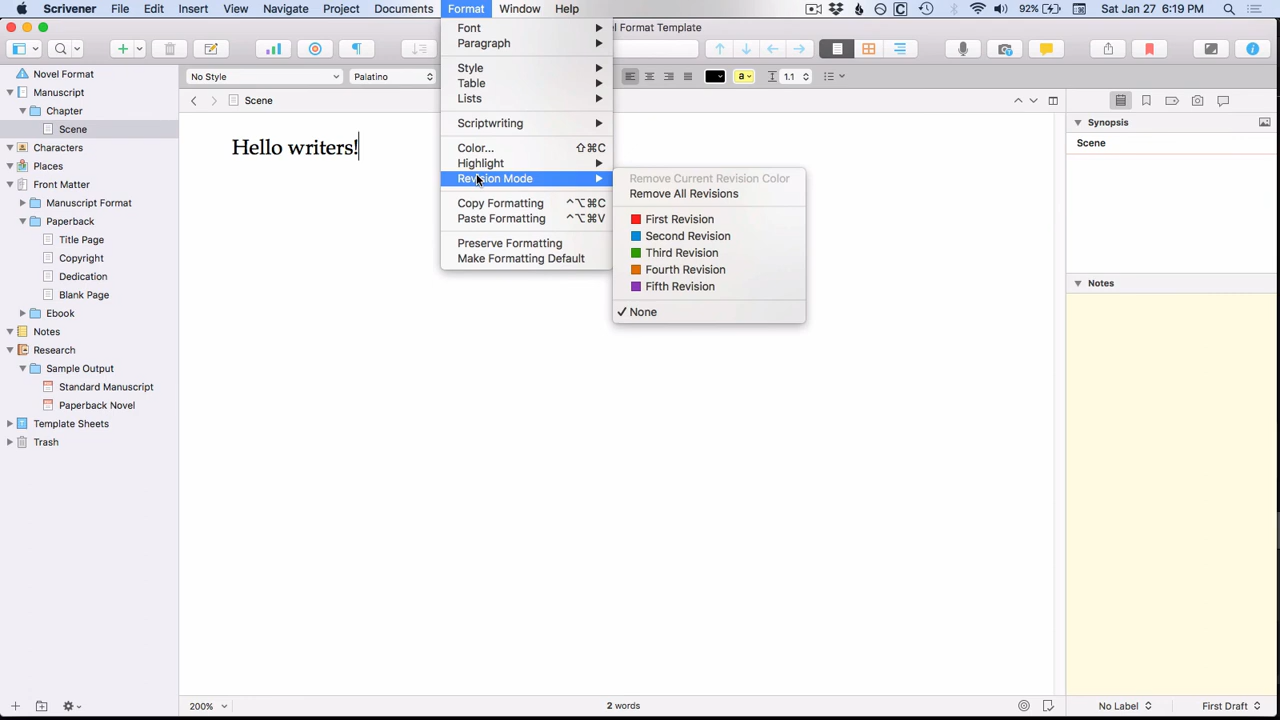 Scrivener File Edit Insert View Navigate Project Documents Format Window Help 92% Sat Jan 27 6:19 PM
l Format Template
No Style Palatino a 1.1
Novel Format
Manuscript
Chapter
Scene
Characters
Places
Front Matter
Manuscript Format
Paperback
Title Page
Copyright
Dedication
Blank Page
Ebook
Notes
Research
Sample Output
Standard Manuscript
Paperback Novel
Template Sheets
Trash
Scene
Hello writers!
Font
Paragraph
Style
Table
Lists
Scriptwriting
Color... ⇧⌘C
Highlight
Revision Mode
Copy Formatting ^⌥⌘C
Paste Formatting ^⌥⌘V
Preserve Formatting
Make Formatting Default
Remove Current Revision Color
Remove All Revisions
First Revision
Second Revision
Third Revision
Fourth Revision
Fifth Revision
✓ None
Synopsis
Scene
Notes
200%
2 words
No Label
First Draft